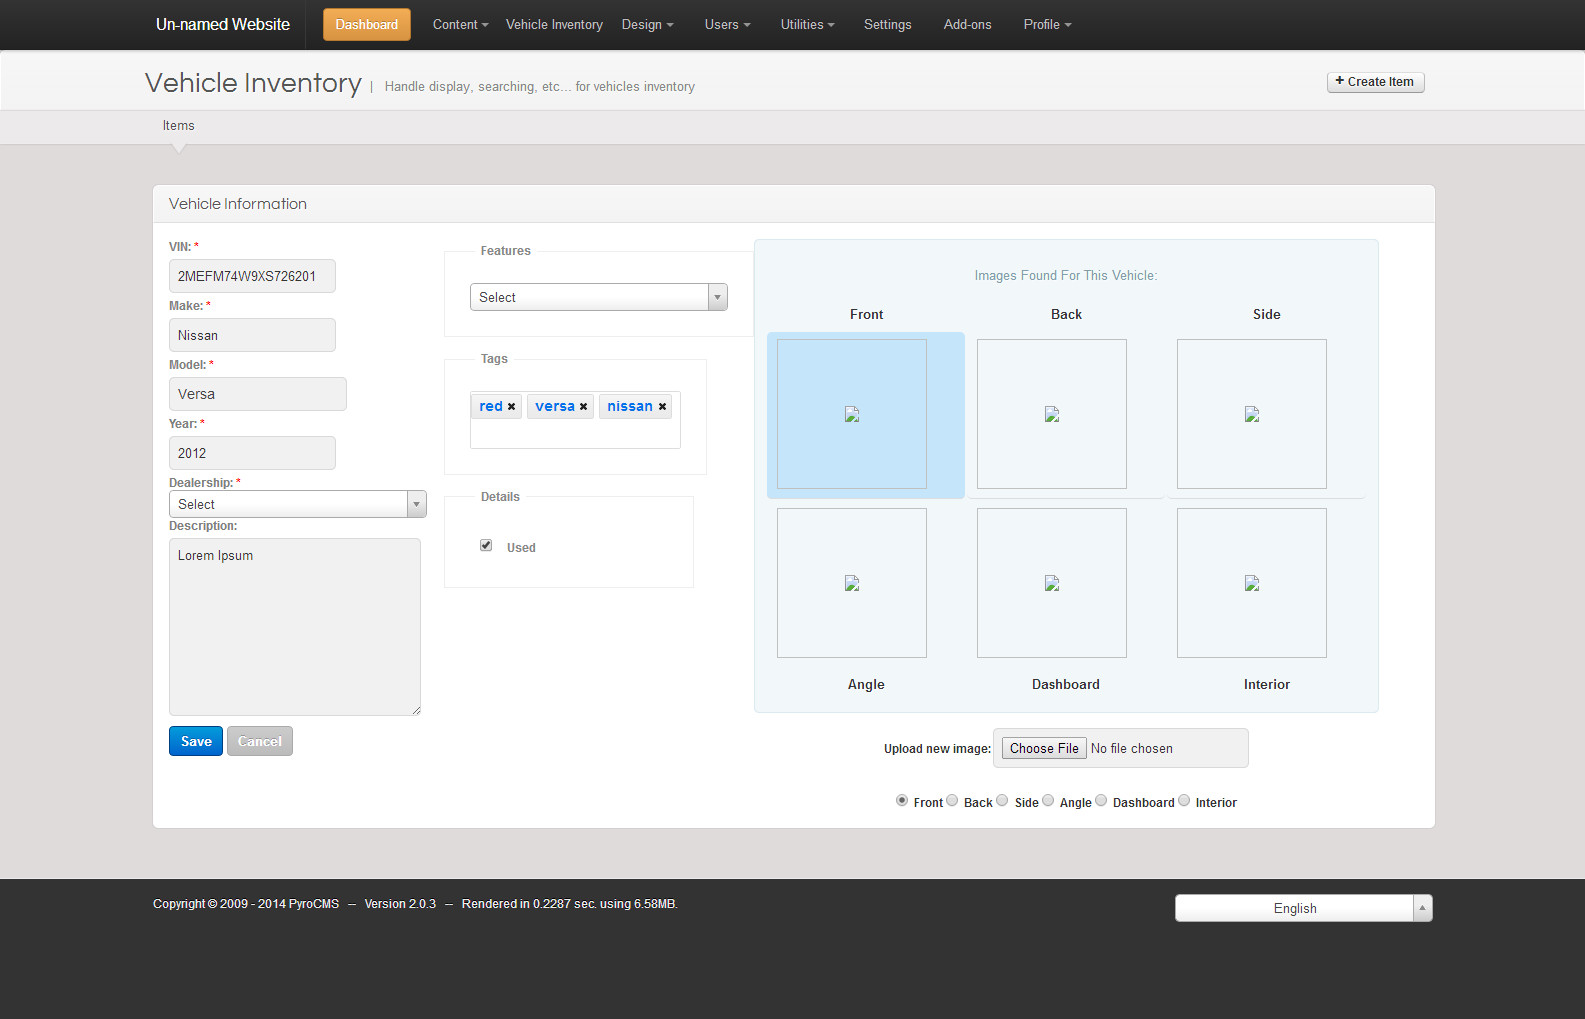 Un-named Website Dashboard Content Vehicle Inventory Design Users Utilities Settings Add-ons Profile
Vehicle Inventory | Handle display, searching, etc... for vehicles inventory
+ Create Item
Items
Vehicle Information
VIN: *
2MEFM74W9XS726201
Make: *
Nissan
Model: *
Versa
Year: *
2012
Dealership: *
Select
Description:
Lorem Ipsum
Save Cancel
Features
Select
Tags
red ✖ versa ✖ nissan ✖
Details
Used
Images Found For This Vehicle:
Front Back Side
Angle Dashboard Interior
Upload new image: Choose File No file chosen
Front Back Side Angle Dashboard Interior
Copyright © 2009 - 2014 PyroCMS -- Version 2.0.3 -- Rendered in 0.2287 sec. using 6.58MB.
English